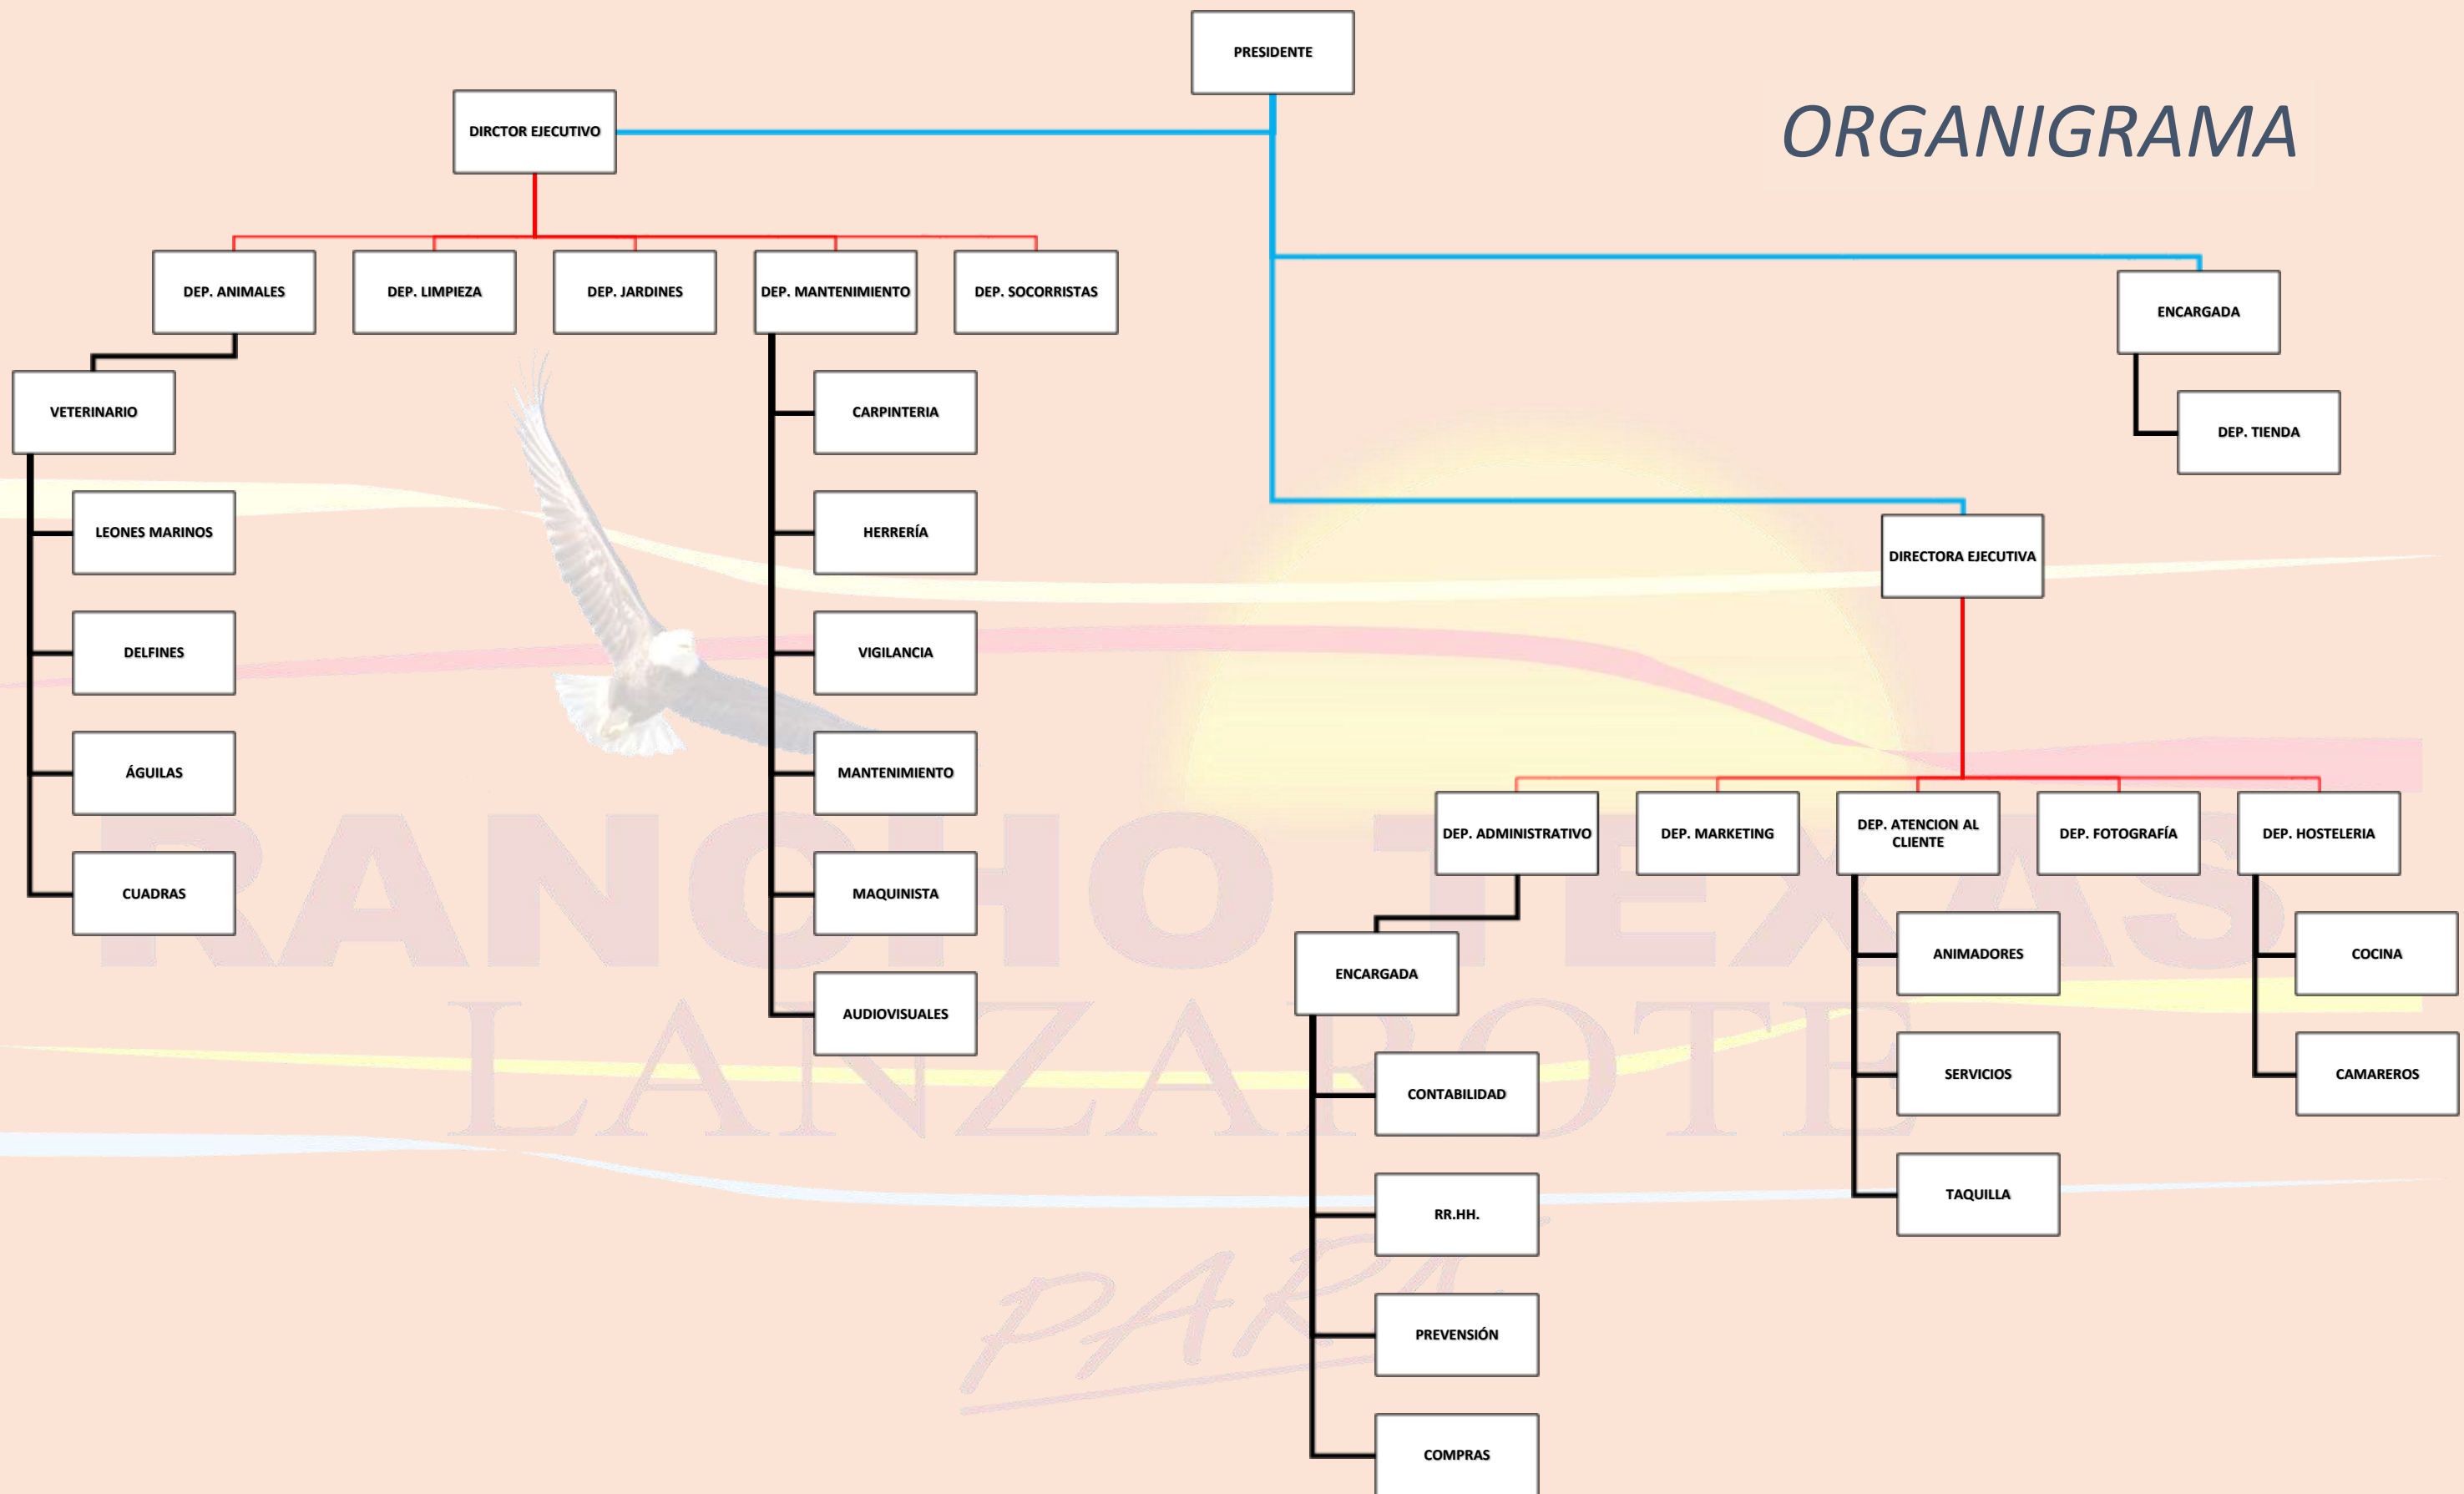 PRESIDENTE
ORGANIGRAMA
DIRCTOR EJECUTIVO
DEP. ANIMALES
DEP. LIMPIEZA
DEP. JARDINES
DEP. MANTENIMIENTO
DEP. SOCORRISTAS
ENCARGADA
DEP. TIENDA
VETERINARIO
LEONES MARINOS
DELFINES
ÁGUILAS
CUADRAS
CARPINTERIA
HERRERÍA
VIGILANCIA
MANTENIMIENTO
MAQUINISTA
AUDIOVISUALES
DIRECTORA EJECUTIVA
DEP. ADMINISTRATIVO
DEP. MARKETING
DEP. ATENCION AL
CLIENTE
DEP. FOTOGRAFÍA
DEP. HOSTELERIA
ENCARGADA
CONTABILIDAD
RR.HH.
PREVENSIÓN
COMPRAS
ANIMADORES
SERVICIOS
TAQUILLA
COCINA
CAMAREROS
RANCHO TEXAS
LANZAROTE